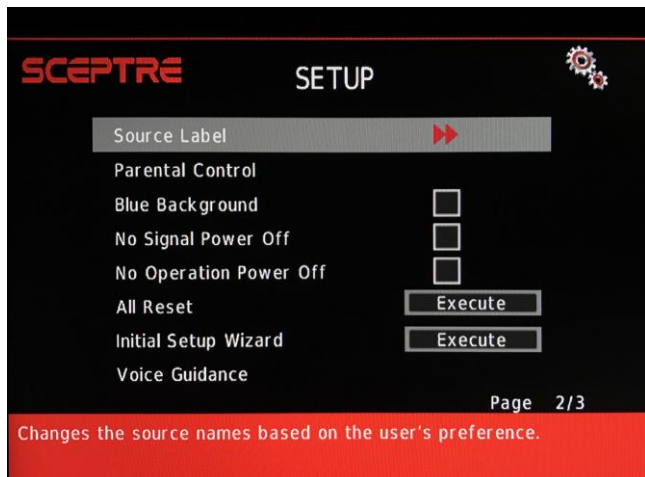 SCEPTRE
SETUP
Source Label
Parental Control
Blue Background
No Signal Power Off
No Operation Power Off
All Reset Execute
Initial Setup Wizard Execute
Voice Guidance
Page 2/3
Changes the source names based on the user's preference.